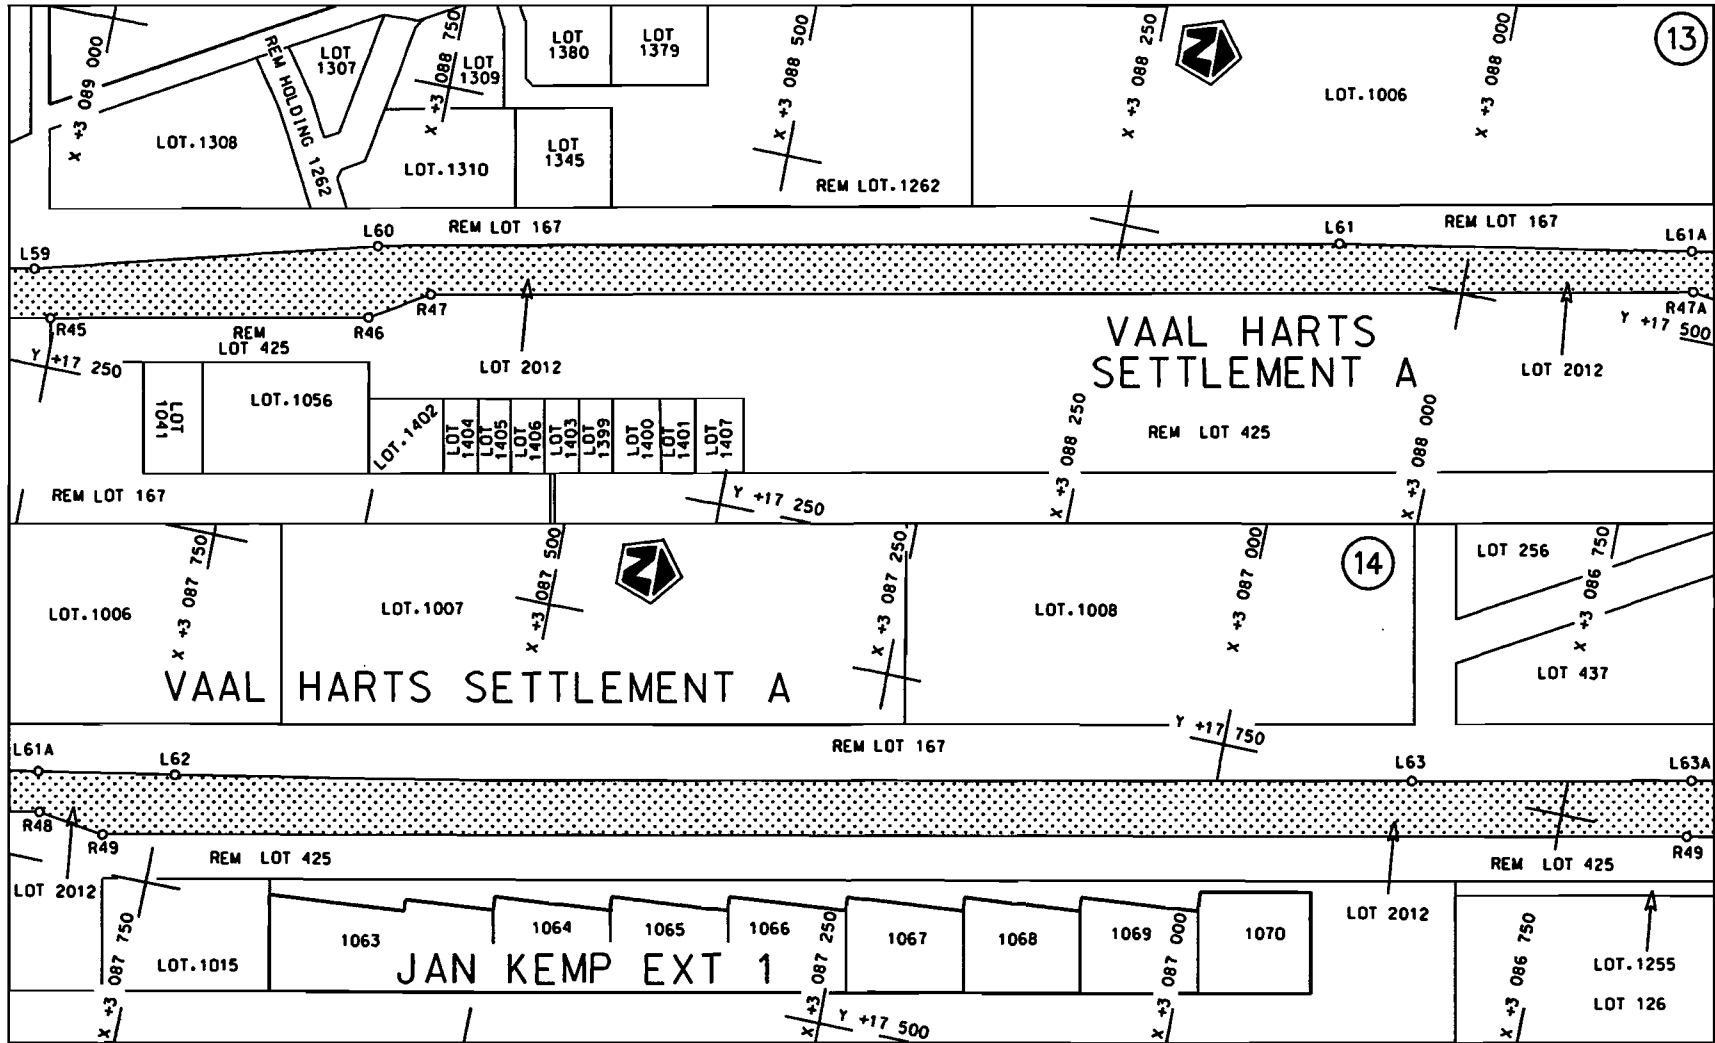 13
X +3 089 000
REM HOLDING 1262
LOT
1307
X +3 088 750
LOT
1309
LOT
1380
LOT
1379
X +3 088 500
X +3 088 250
N
X +3 088 000
LOT.1006
LOT.1308
LOT.1310
LOT
1345
REM LOT.1262
REM LOT 167
REM LOT 167
L59
L60
L61
L61A
R45
R46
R47
R47A
Y +17 500
REM
LOT 425
Y +17 250
LOT 2012
VAAL HARTS
SETTLEMENT A
LOT 2012
LOT
1041
LOT.1056
LOT.1402
LOT
1404
LOT
1405
LOT
1406
LOT
1403
LOT
1399
LOT
1400
LOT
1401
LOT
1407
X +3 088 250
REM LOT 425
X +3 088 000
REM LOT 167
Y +17 250
14
X +3 087 750
X +3 087 500
N
X +3 087 250
X +3 087 000
LOT 256
X +3 086 750
LOT.1006
LOT.1007
LOT.1008
LOT 437
VAAL HARTS SETTLEMENT A
Y +17 750
REM LOT 167
L61A
L62
L63
L63A
R48
R49
R49
REM LOT 425
REM LOT 425
LOT 2012
LOT 2012
X +3 087 750
LOT.1015
1063
1064
1065
1066
1067
1068
1069
1070
X +3 087 250
X +3 087 000
X +3 086 750
JAN KEMP EXT 1
LOT.1255
LOT 126
Y +17 500